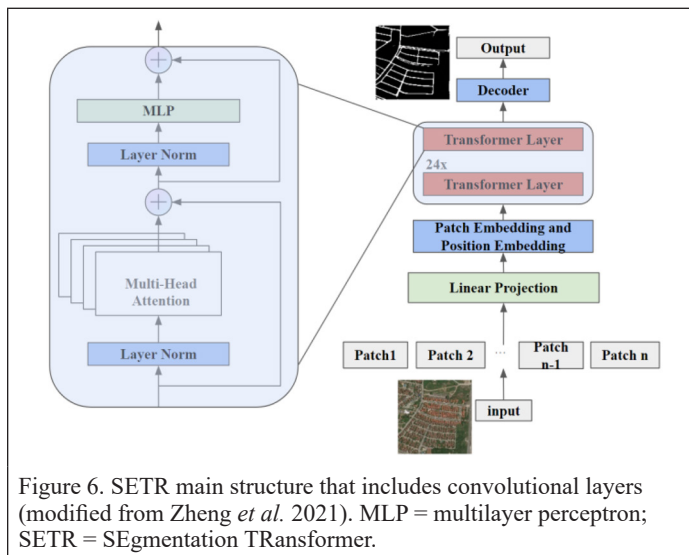 MLP
Layer Norm
Multi-Head
Attention
Layer Norm
Output
Decoder
Transformer Layer
24x
Transformer Layer
Patch Embedding and
Position Embedding
Linear Projection
Patch1 Patch 2 ... Patch n-1 Patch n
input
Figure 6. SETR main structure that includes convolutional layers
(modified from Zheng et al. 2021). MLP = multilayer perceptron;
SETR = SEgmentation TRansformer.